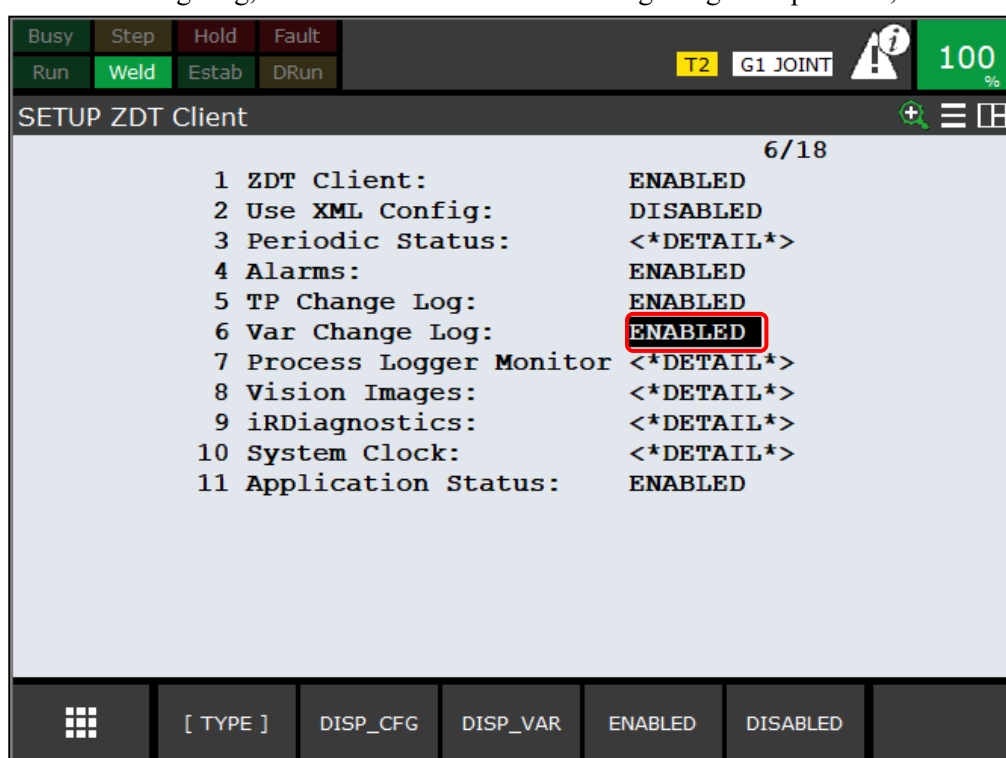 Busy Step Hold Fault
T2 G1 JOINT i 100 %
Run Weld Estab DRun
SETUP ZDT Client
6/18
1 ZDT Client: ENABLED
2 Use XML Config: DISABLED
3 Periodic Status: <*DETAIL*>
4 Alarms: ENABLED
5 TP Change Log: ENABLED
6 Var Change Log: ENABLED
7 Process Logger Monitor <*DETAIL*>
8 Vision Images: <*DETAIL*>
9 iRDiagnostics: <*DETAIL*>
10 System Clock: <*DETAIL*>
11 Application Status: ENABLED
[ TYPE ] DISP_CFG DISP_VAR ENABLED DISABLED